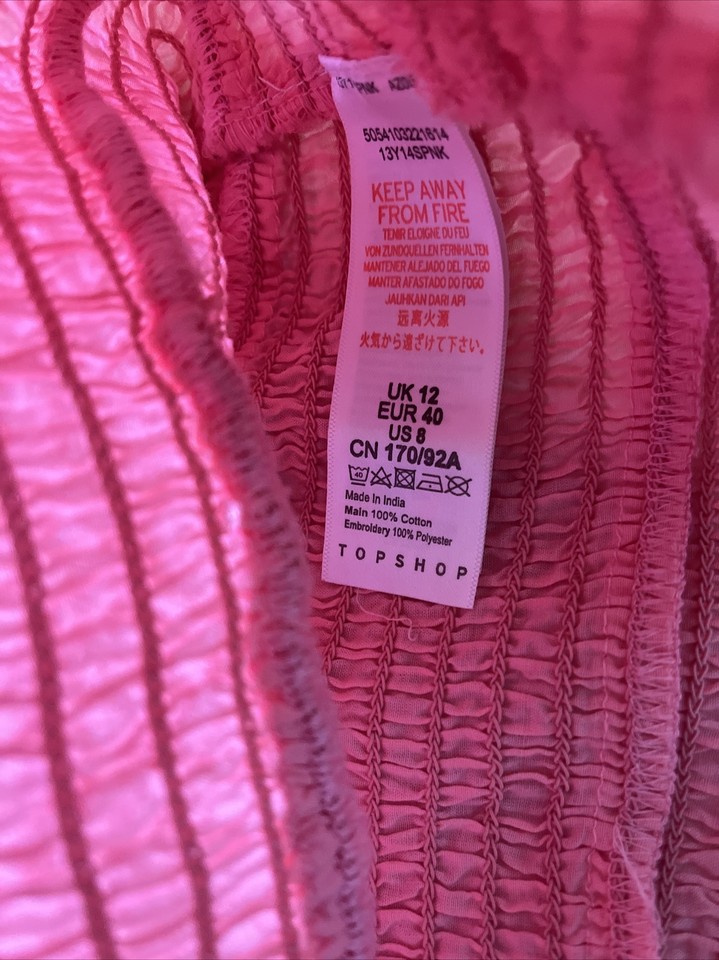 5054103221614
13Y14SPNK
KEEP AWAY
FROM FIRE
TENIR ELOIGNE DU FEU
VON ZUNDQUELLEN FERNHALTEN
MANTENER ALEJADO DEL FUEGO
MANTER AFASTADO DO FOGO
JAUHKAN DARI API
远离火源
火気から遠ざけて下さい。
UK 12
EUR 40
US 8
CN 170/92A
40
Made In India
Main 100% Cotton
Embroidery 100% Polyester
TOPSHOP